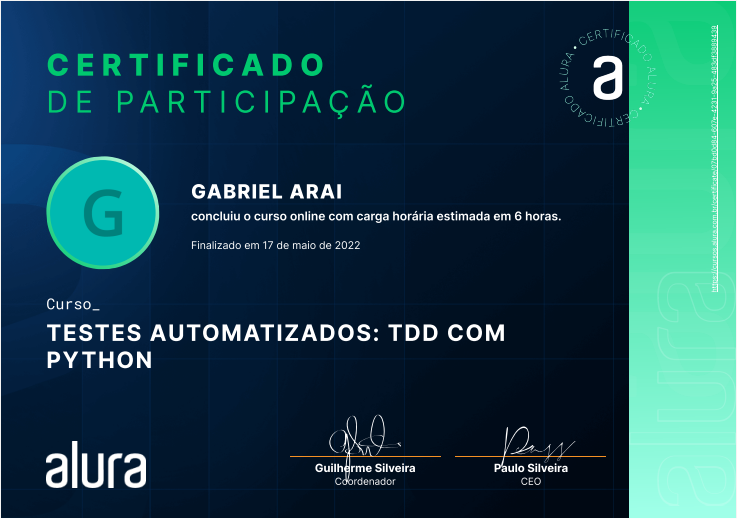 CERTIFICADO
DE PARTICIPAÇÃO
CERTIFICADO ALURA • CERTIFICADO ALURA •
a
G
GABRIEL ARAI
concluiu o curso online com carga horária estimada em 6 horas.
Finalizado em 17 de maio de 2022
Curso_
TESTES AUTOMATIZADOS: TDD COM
PYTHON
alura
Guilherme Silveira
Coordenador
Paulo Silveira
CEO
alura